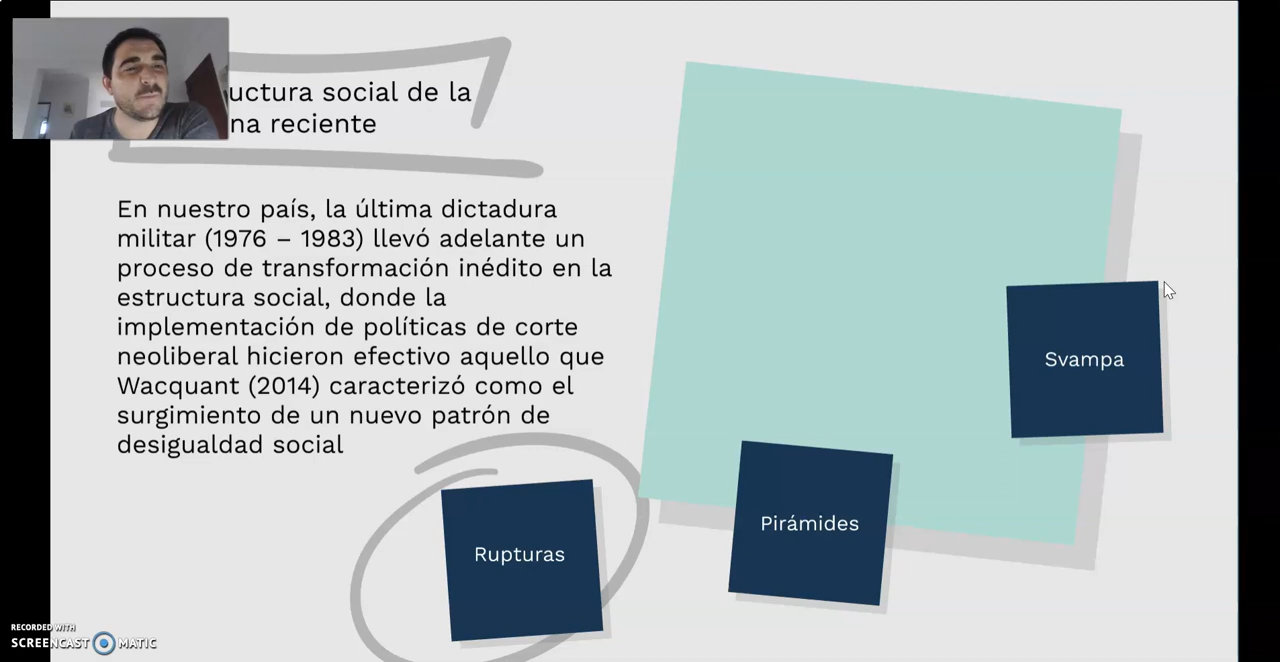 uctura social de la
na reciente
En nuestro país, la última dictadura
militar (1976 – 1983) llevó adelante un
proceso de transformación inédito en la
estructura social, donde la
implementación de políticas de corte
neoliberal hicieron efectivo aquello que
Wacquant (2014) caracterizó como el
surgimiento de un nuevo patrón de
desigualdad social
Svampa
Pirámides
Rupturas
RECORDED WITH
SCREENCAST MATIC